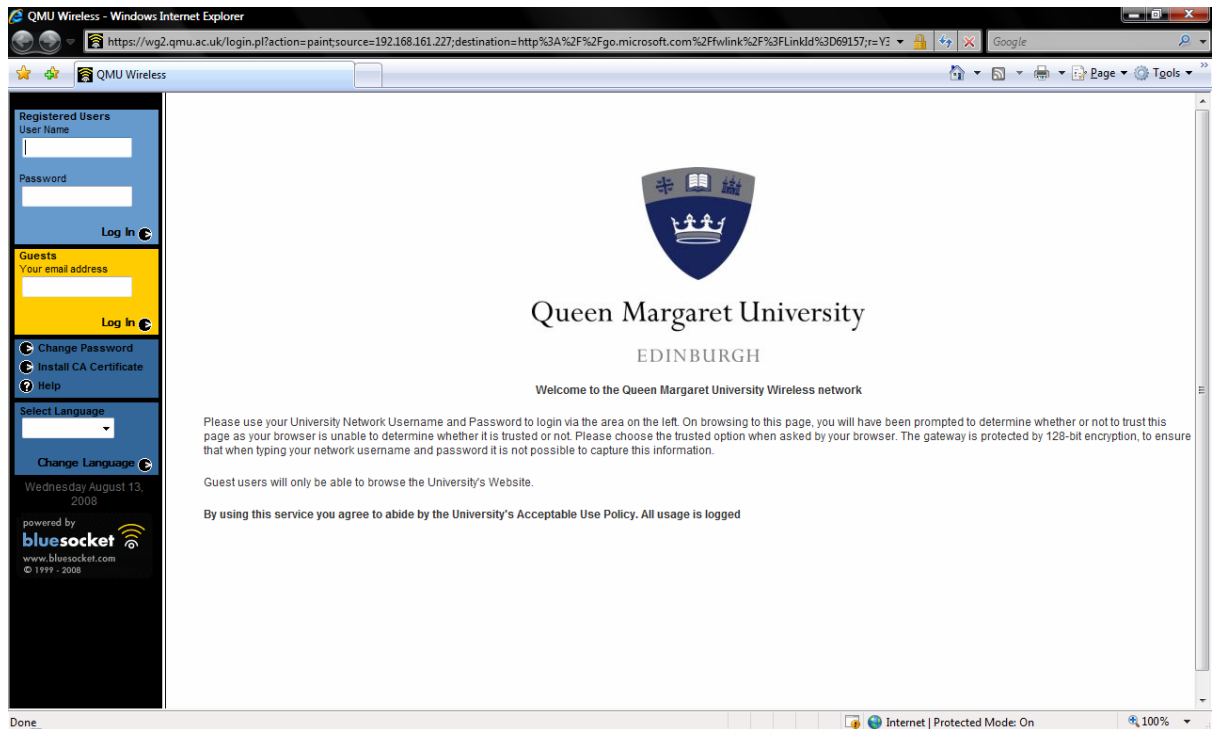 QMU Wireless - Windows Internet Explorer
https://wg2.qmu.ac.uk/login.pl?action=paint;source=192.168.161.227;destination=http%3A%2F%2Fgo.microsoft.com%2Ffwlink%2F%3FLinkId%3D69157;r=Y3
Google
QMU Wireless
Page
Tools
Registered Users
User Name
Password
Log In
Guests
Your email address
Log In
Change Password
Install CA Certificate
Help
Select Language
Change Language
Wednesday August 13,
2008
powered by
bluesocket
www.bluesocket.com
© 1999 - 2008
Queen Margaret University
EDINBURGH
Welcome to the Queen Margaret University Wireless network
Please use your University Network Username and Password to login via the area on the left. On browsing to this page, you will have been prompted to determine whether or not to trust this
page as your browser is unable to determine whether it is trusted or not. Please choose the trusted option when asked by your browser. The gateway is protected by 128-bit encryption, to ensure
that when typing your network username and password it is not possible to capture this information.
Guest users will only be able to browse the University's Website.
By using this service you agree to abide by the University's Acceptable Use Policy. All usage is logged
Done
Internet | Protected Mode: On
100%